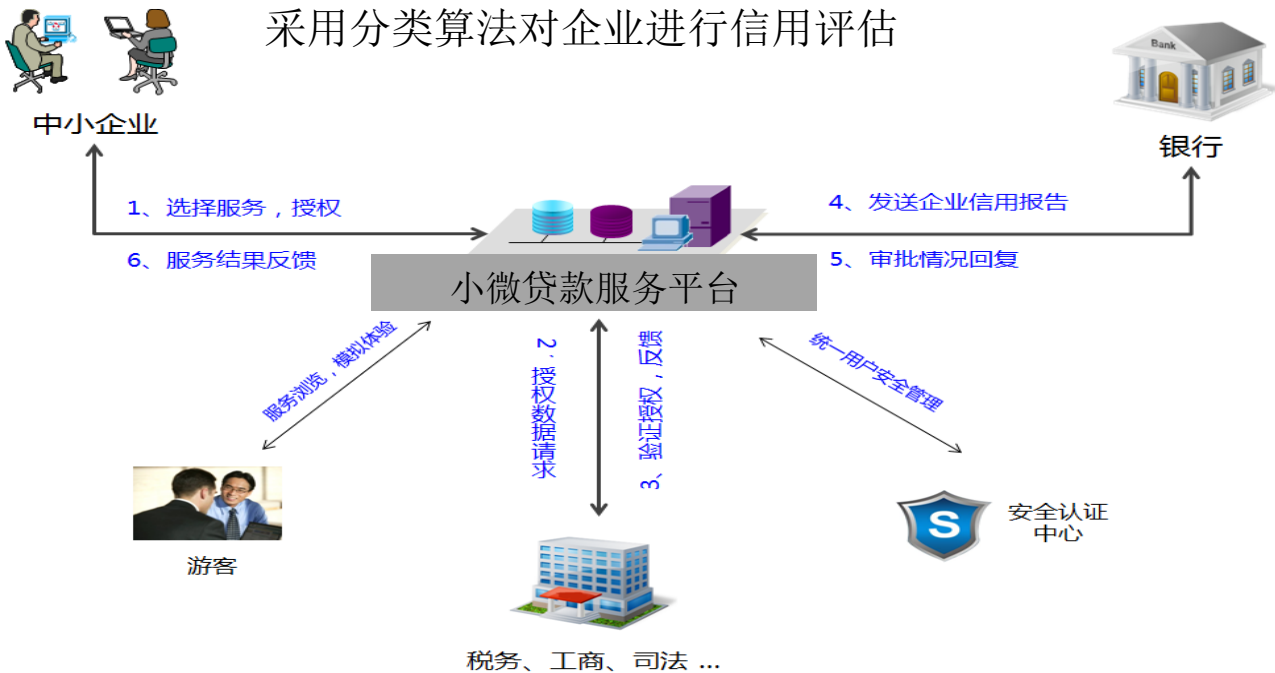 采用分类算法对企业进行信用评估
Bank
中小企业
银行
1、选择服务，授权
4、发送企业信用报告
6、服务结果反馈
5、审批情况回复
小微贷款服务平台
服务浏览，模拟体验
2、授权数据请求
3、验证授权，反馈
统一用户安全管理
S
安全认证
中心
游客
税务、工商、司法 ...